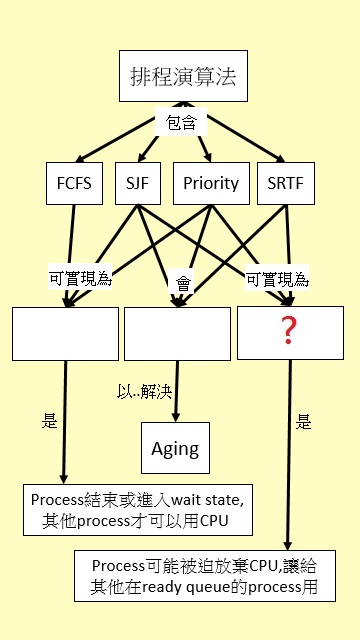 排程演算法
包含
FCFS
SJF
Priority
SRTF
可實現為
會
可實現為
?
以..解決
是
是
Aging
Process結束或進入wait state,
其他process才可以用CPU
Process可能被迫放棄CPU,讓給
其他在ready queue的process用